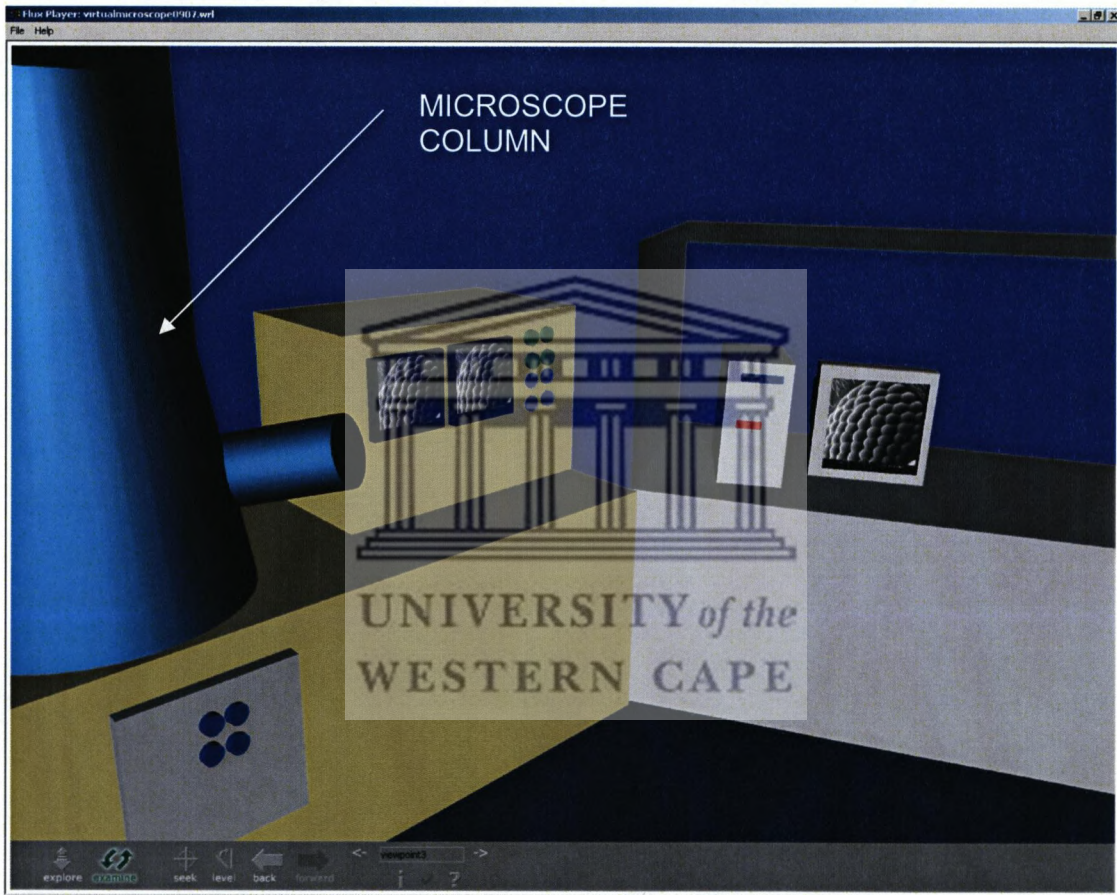 Flux Player: virtualmicroscope0907.wrl
File Help
MICROSCOPE
COLUMN
UNIVERSITY of the
WESTERN CAPE
explore examine seek level back forward <- viewpoint3 -> i ?